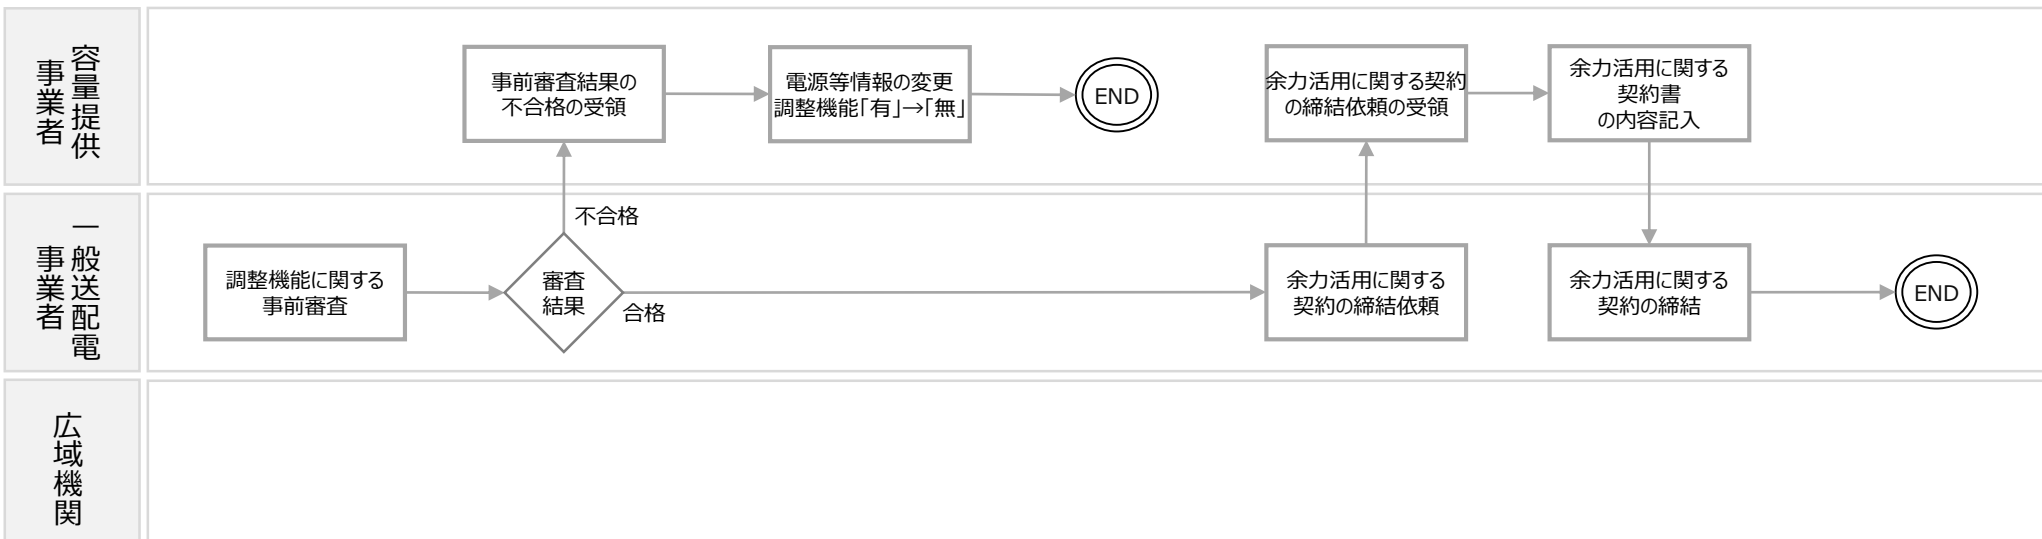 容量提供
事業者
事前審査結果の
不合格の受領
電源等情報の変更
調整機能「有」→「無」
END
余力活用に関する契約
の締結依頼の受領
余力活用に関する
契約書
の内容記入
一般送配電
事業者
調整機能に関する
事前審査
審査
結果
不合格
合格
余力活用に関する
契約の締結依頼
余力活用に関する
契約の締結
END
広域機関